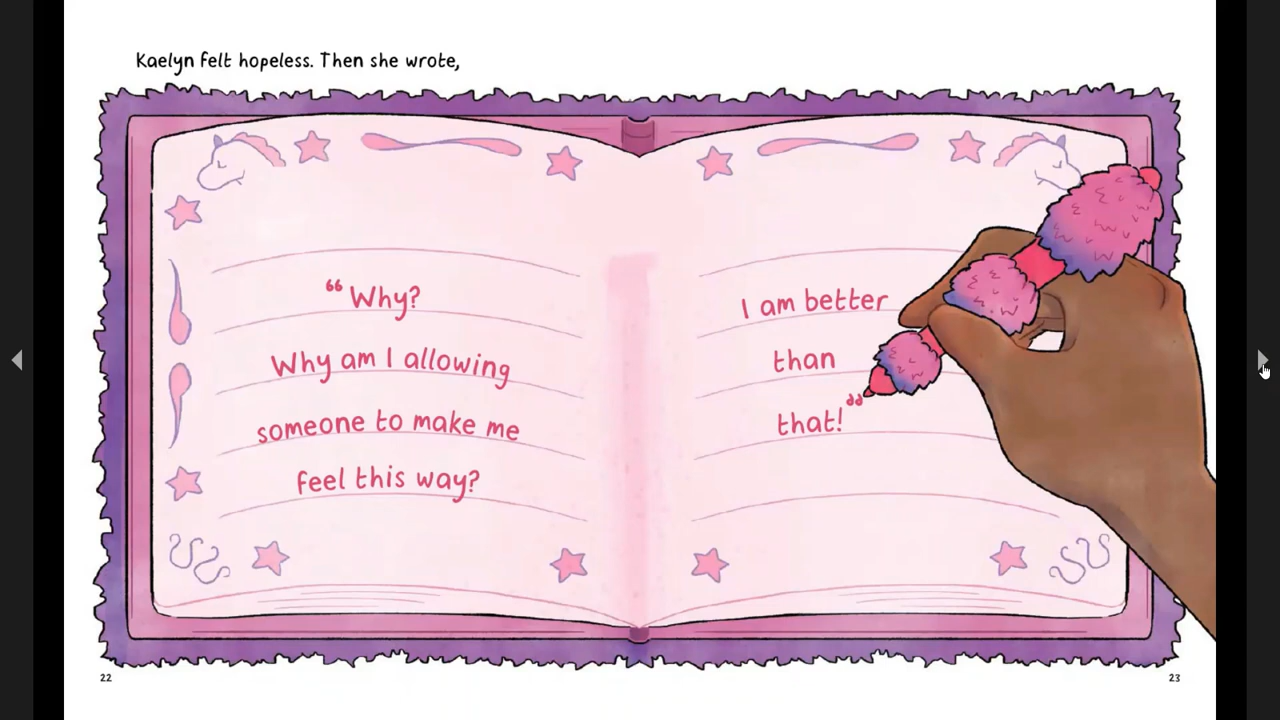 Kaelyn felt hopeless. Then she wrote,
“Why?
Why am I allowing
someone to make me
feel this way?
I am better
than
that!”
22
23